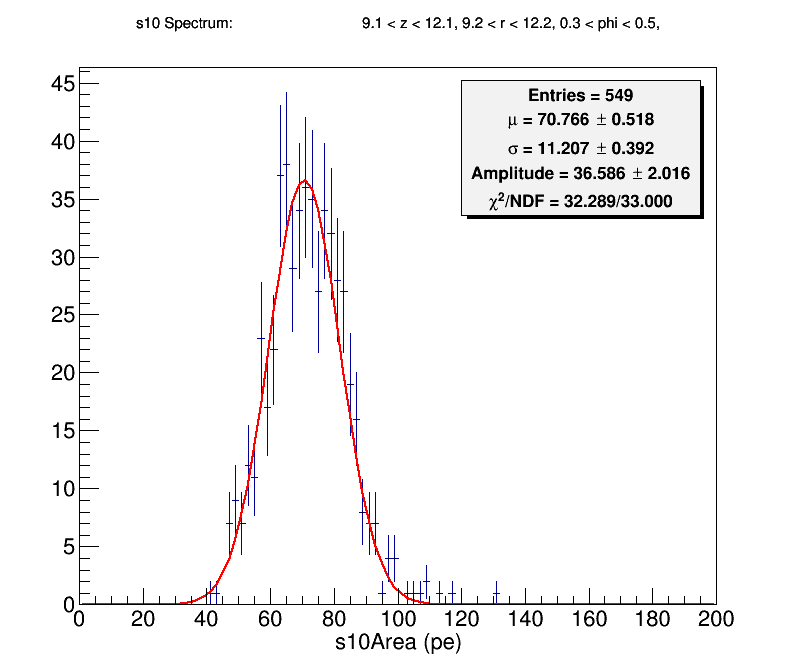 s10 Spectrum: 9.1 < z < 12.1, 9.2 < r < 12.2, 0.3 < phi < 0.5,
Entries = 549
μ = 70.766 ± 0.518
σ = 11.207 ± 0.392
Amplitude = 36.586 ± 2.016
χ²/NDF = 32.289/33.000
45
40
35
30
25
20
15
10
5
0
0 20 40 60 80 100 120 140 160 180 200
s10Area (pe)